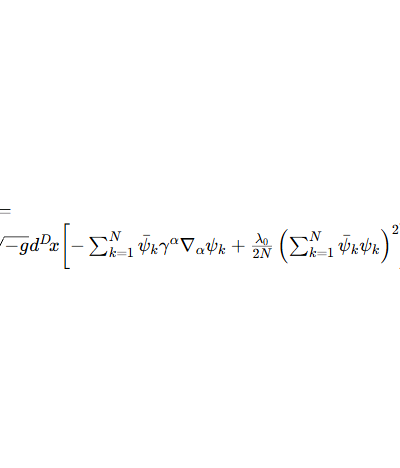 =
√−g d^D x [ − ∑_{k=1}^{N} ψ̄_k γ^α ∇_α ψ_k + λ_0/2N ( ∑_{k=1}^{N} ψ̄_k ψ_k )^2